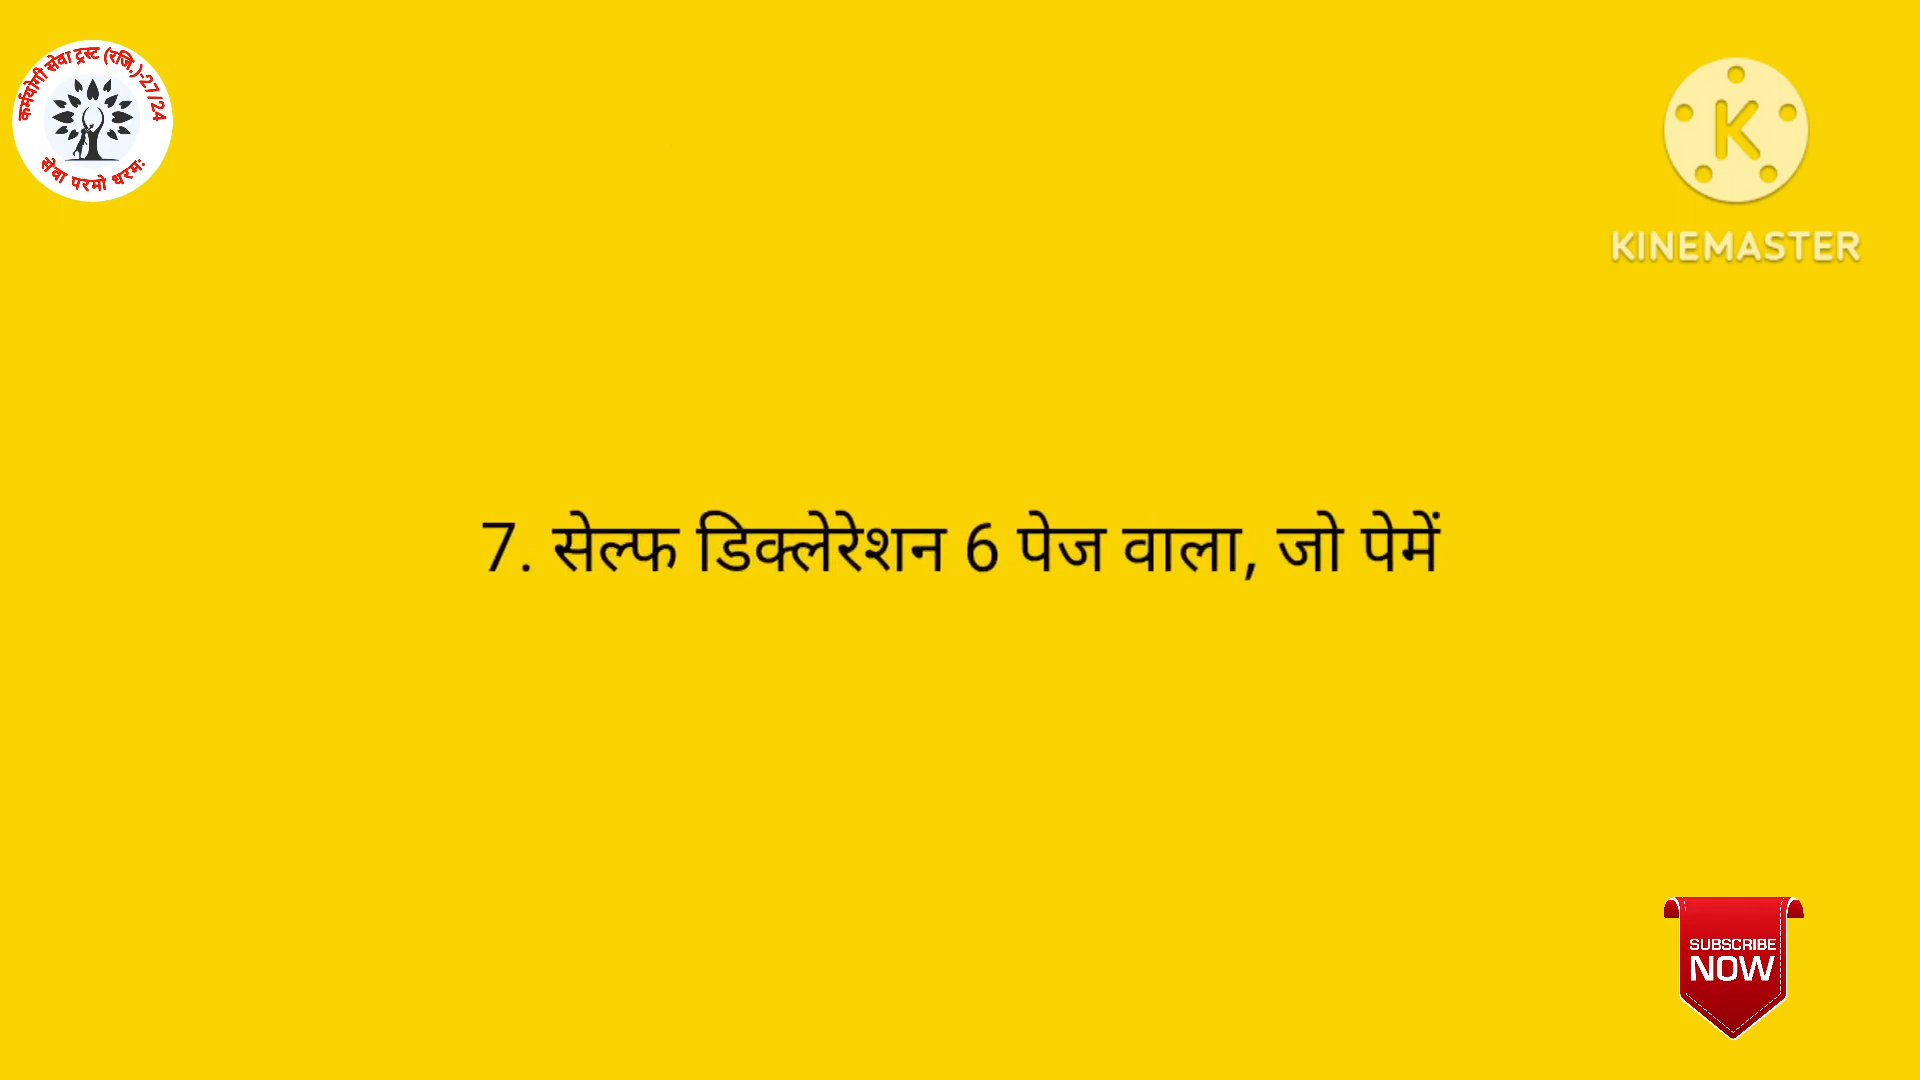 कर्मयोगी सेवा ट्रस्ट (रजि.)-27/24
सेवा परमो धरमः
KINEMASTER
7. सेल्फ डिक्लेरेशन 6 पेज वाला, जो पेमें
SUBSCRIBE
NOW